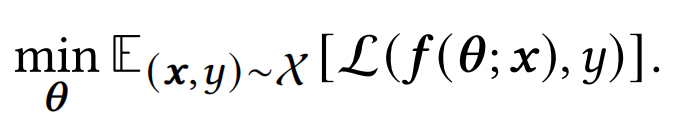 min_θ 𝔼_{(x,y)∼𝒳} [ℒ(f(θ; x), y)].